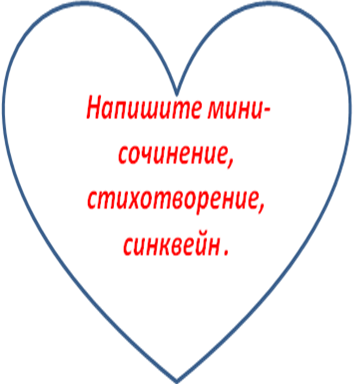 Напишите мини-
сочинение,
стихотворение,
синквейн .